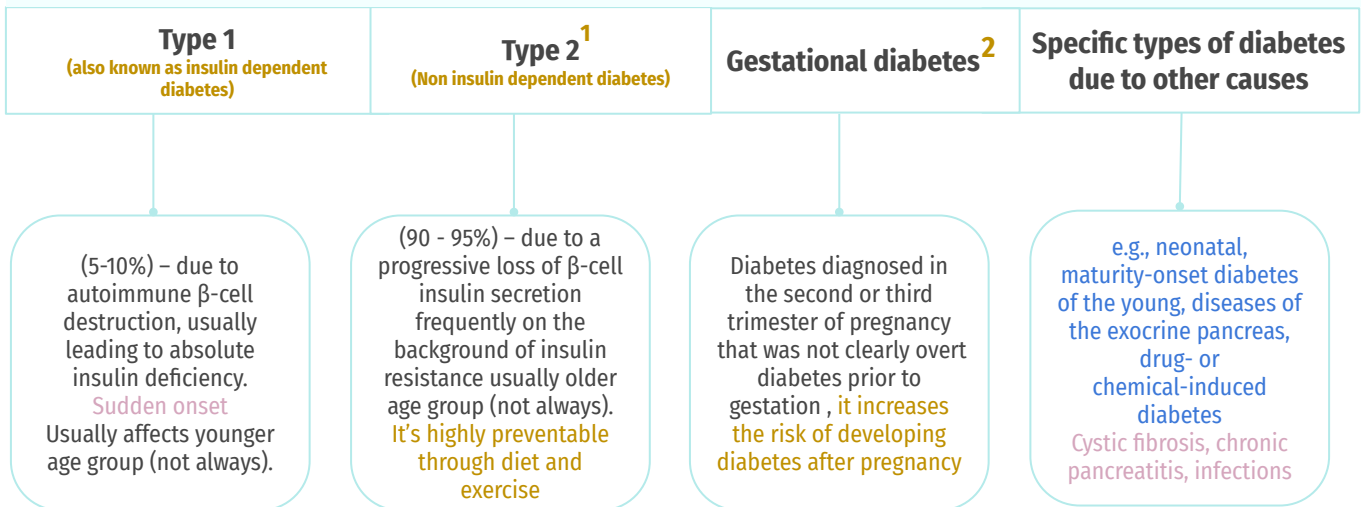 Type 1
(also known as insulin dependent
diabetes)
Type 2¹
(Non insulin dependent diabetes)
Gestational diabetes²
Specific types of diabetes
due to other causes
(5-10%) – due to
autoimmune β-cell
destruction, usually
leading to absolute
insulin deficiency.
Sudden onset
Usually affects younger
age group (not always).
(90 - 95%) – due to a
progressive loss of β-cell
insulin secretion
frequently on the
background of insulin
resistance usually older
age group (not always).
It’s highly preventable
through diet and
exercise
Diabetes diagnosed in
the second or third
trimester of pregnancy
that was not clearly overt
diabetes prior to
gestation , it increases
the risk of developing
diabetes after pregnancy
e.g., neonatal,
maturity-onset diabetes
of the young, diseases of
the exocrine pancreas,
drug- or
chemical-induced
diabetes
Cystic fibrosis, chronic
pancreatitis, infections